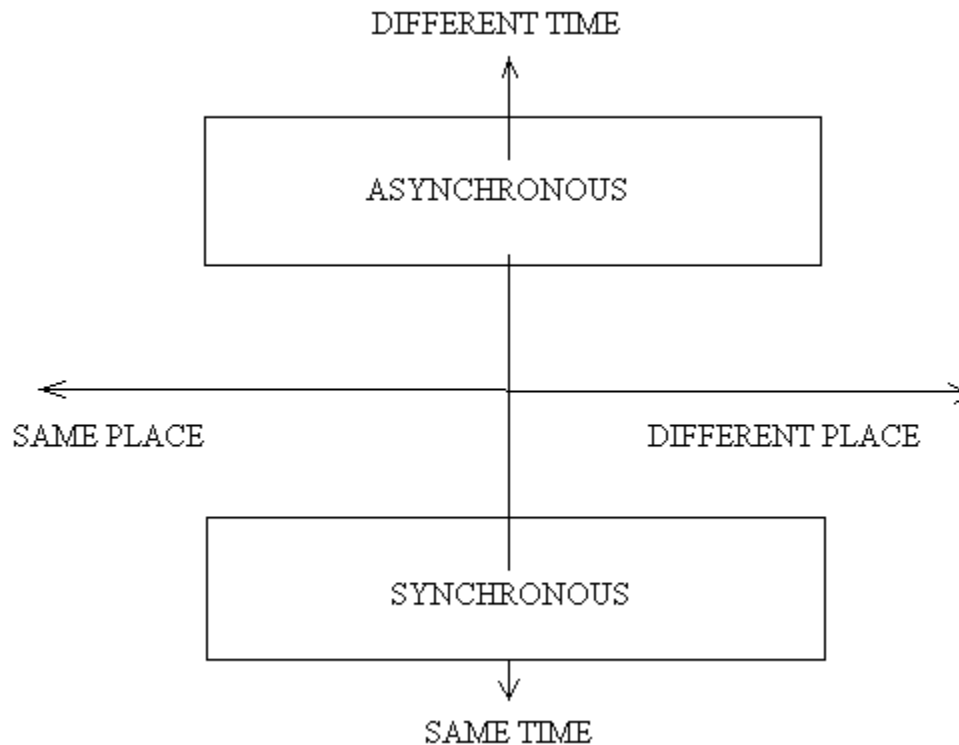 DIFFERENT TIME
ASYNCHRONOUS
SAME PLACE
DIFFERENT PLACE
SYNCHRONOUS
SAME TIME